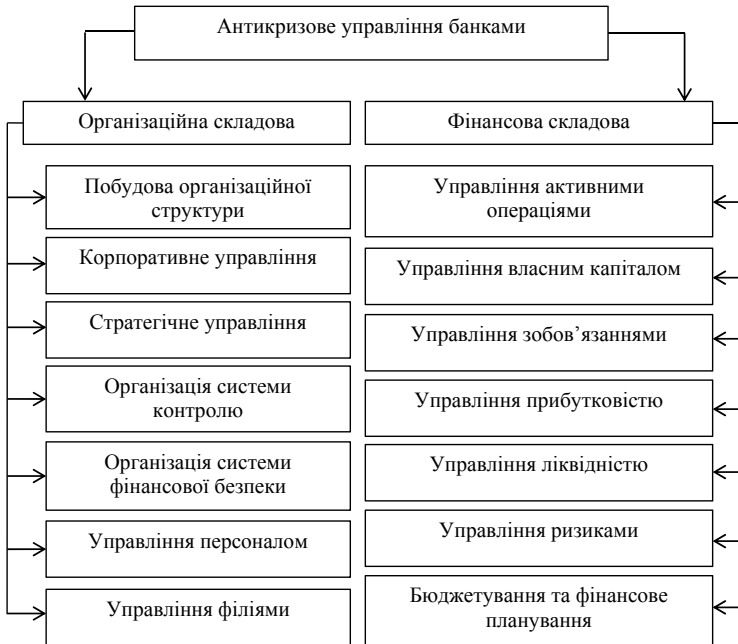 Антикризове управління банками
Організаційна складова
Побудова організаційної
структури
Корпоративне управління
Стратегічне управління
Організація системи
контролю
Організація системи
фінансової безпеки
Управління персоналом
Управління філіями
Фінансова складова
Управління активними
операціями
Управління власним капіталом
Управління зобов’язаннями
Управління прибутковістю
Управління ліквідністю
Управління ризиками
Бюджетування та фінансове
планування